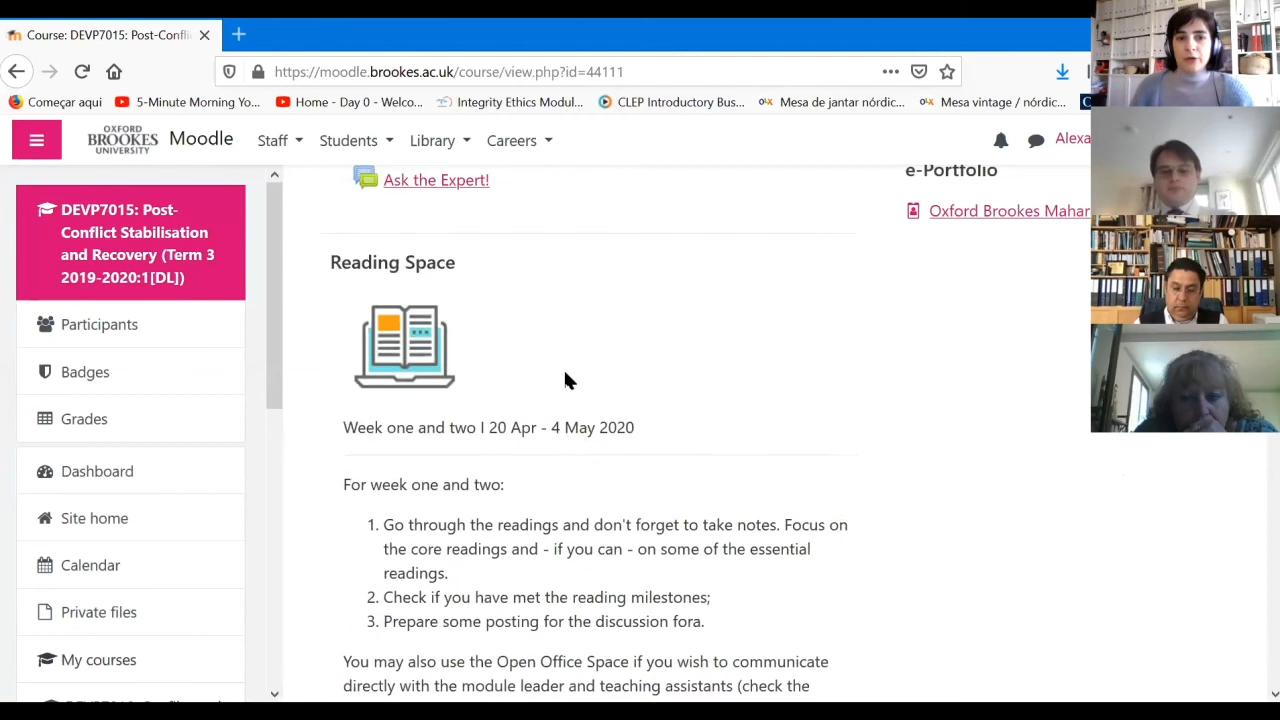 Course: DEVP7015: Post-Confli
https://moodle.brookes.ac.uk/course/view.php?id=44111
Começar aqui
5-Minute Morning Yo...
Home - Day 0 - Welco...
Integrity Ethics Modul...
CLEP Introductory Bus...
Mesa de jantar nórdic...
Mesa vintage / nórdic...
OXFORD
BROOKES
UNIVERSITY
Moodle
Staff
Students
Library
Careers
Alexa
DEVP7015: Post-
Conflict Stabilisation
and Recovery (Term 3
2019-2020:1[DL])
Participants
Badges
Grades
Dashboard
Site home
Calendar
Private files
My courses
Ask the Expert!
Reading Space
Week one and two I 20 Apr - 4 May 2020
For week one and two:
1. Go through the readings and don't forget to take notes. Focus on
the core readings and - if you can - on some of the essential
readings.
2. Check if you have met the reading milestones;
3. Prepare some posting for the discussion fora.
You may also use the Open Office Space if you wish to communicate
directly with the module leader and teaching assistants (check the
e-Portfolio
Oxford Brookes Mahar